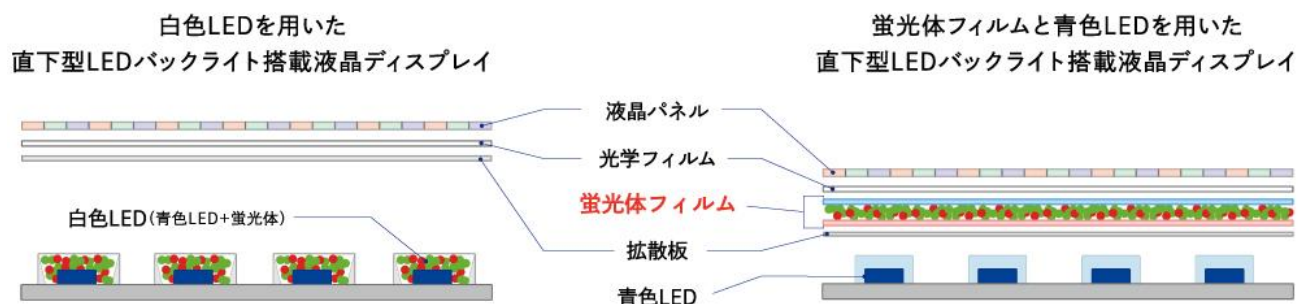 白色LEDを用いた
直下型LEDバックライト搭載液晶ディスプレイ
蛍光体フィルムと青色LEDを用いた
直下型LEDバックライト搭載液晶ディスプレイ
液晶パネル
光学フィルム
蛍光体フィルム
白色LED(青色LED+蛍光体)
拡散板
青色LED